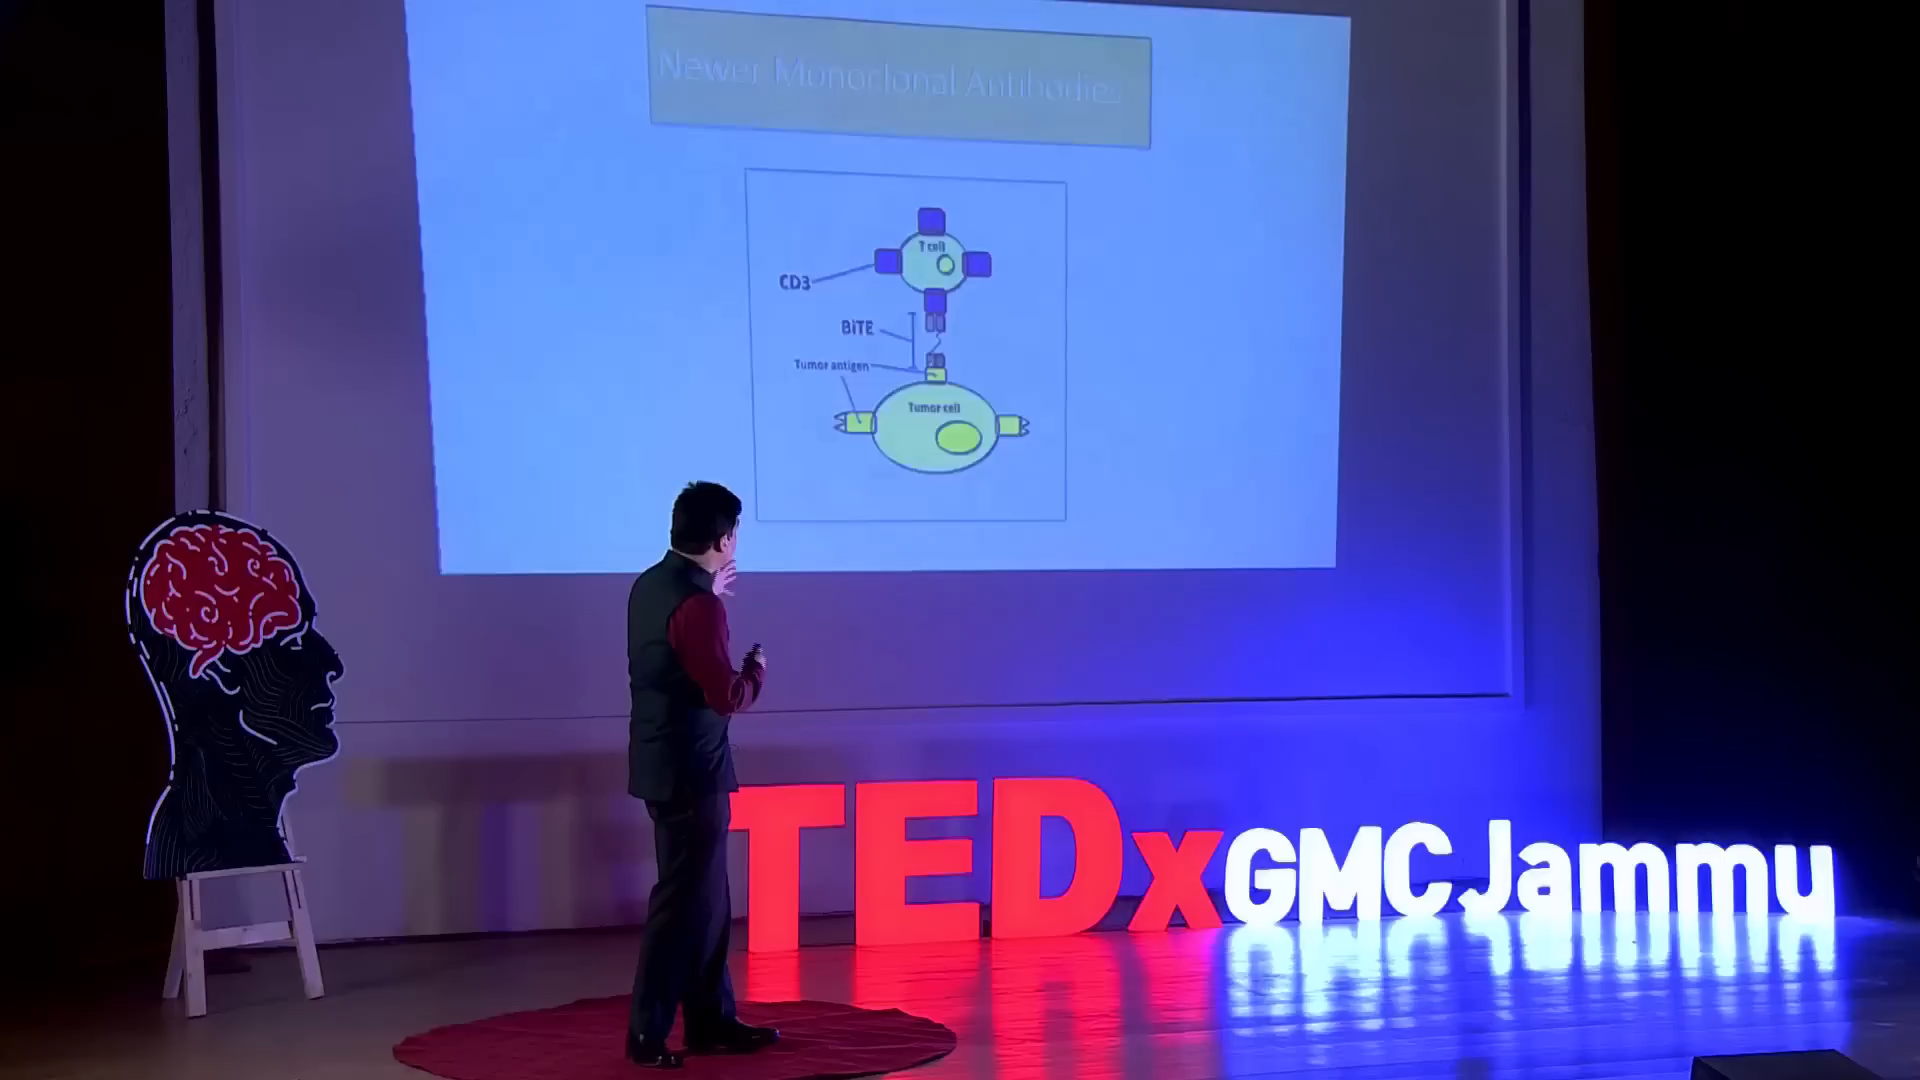 Newer Monoclonal Antibodies
T cell
CD3
BiTE
Tumor antigen
Tumor cell
TEDxGMCJammu